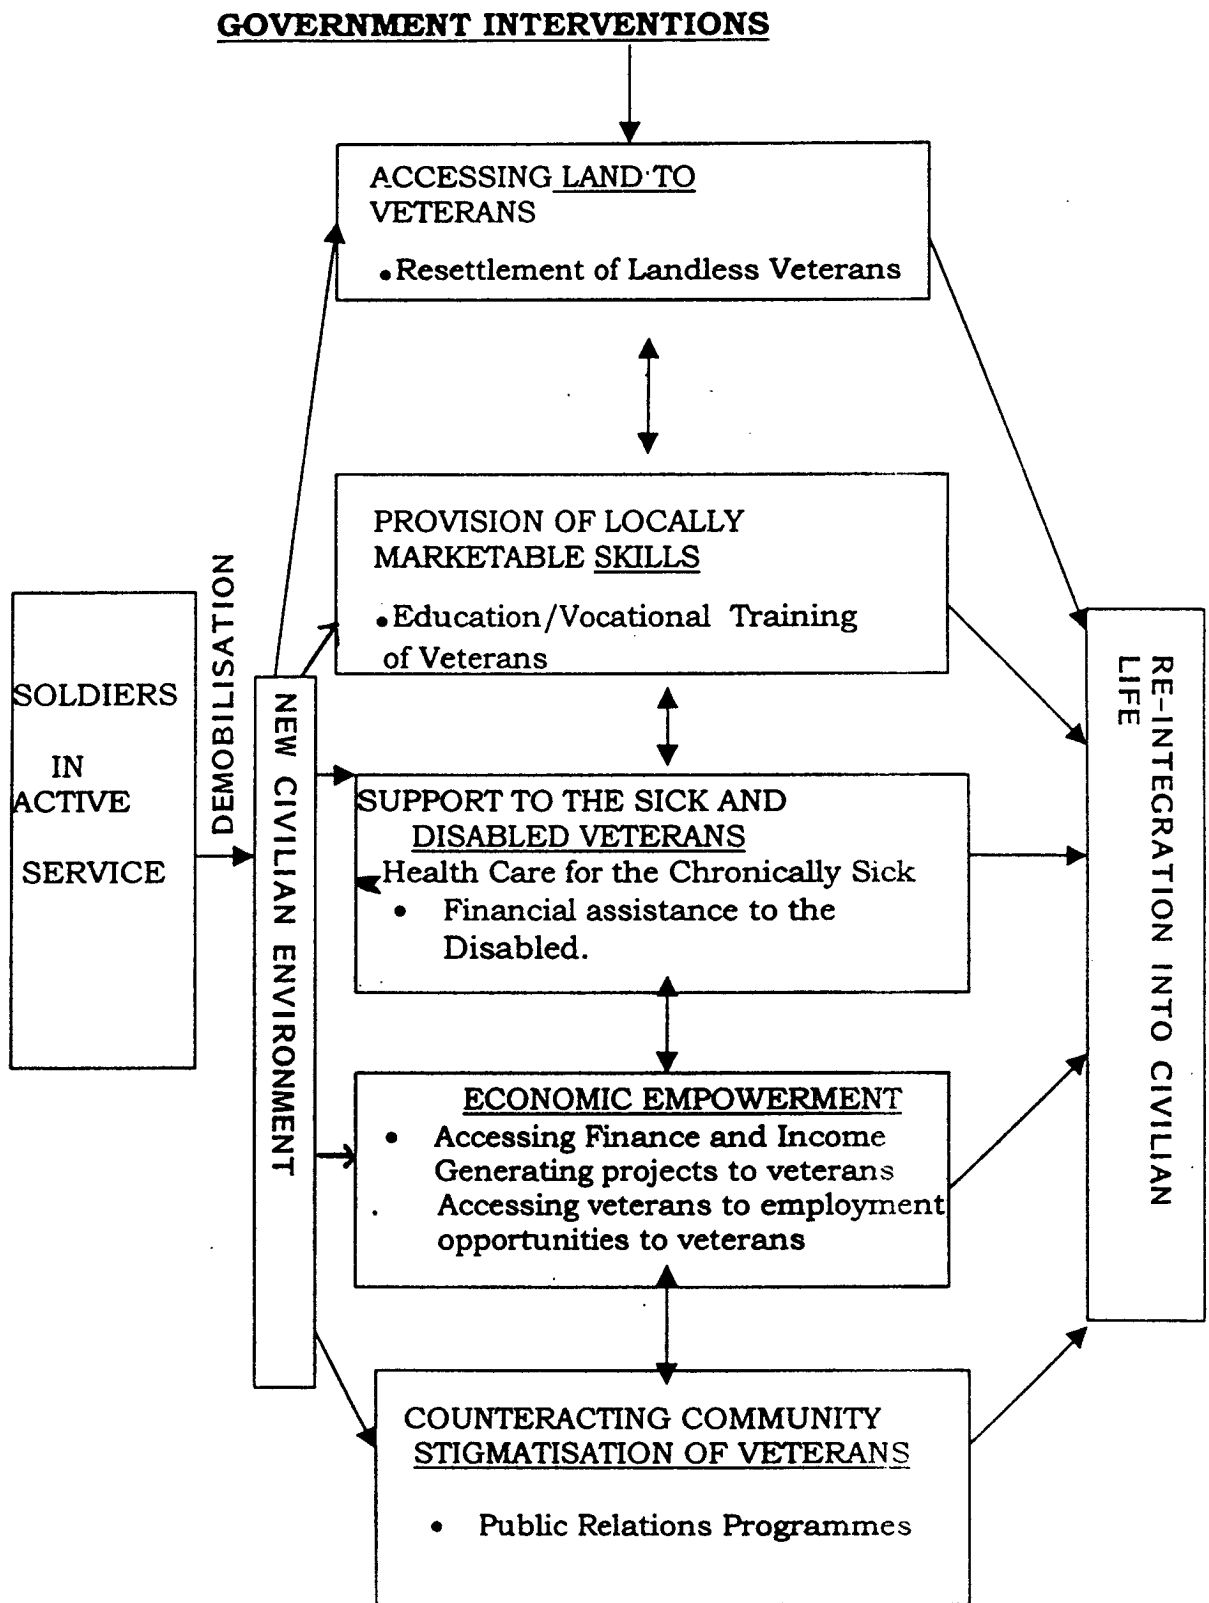 GOVERNMENT INTERVENTIONS
ACCESSING LAND TO
VETERANS
• Resettlement of Landless Veterans
PROVISION OF LOCALLY
MARKETABLE SKILLS
• Education/Vocational Training
of Veterans
SOLDIERS
IN
ACTIVE
SERVICE
DEMOBILISATION
NEW CIVILIAN ENVIRONMENT
SUPPORT TO THE SICK AND
DISABLED VETERANS
Health Care for the Chronically Sick
• Financial assistance to the
Disabled.
ECONOMIC EMPOWERMENT
• Accessing Finance and Income
Generating projects to veterans
. Accessing veterans to employment
opportunities to veterans
COUNTERACTING COMMUNITY
STIGMATISATION OF VETERANS
• Public Relations Programmes
RE-INTEGRATION INTO CIVILIAN
LIFE